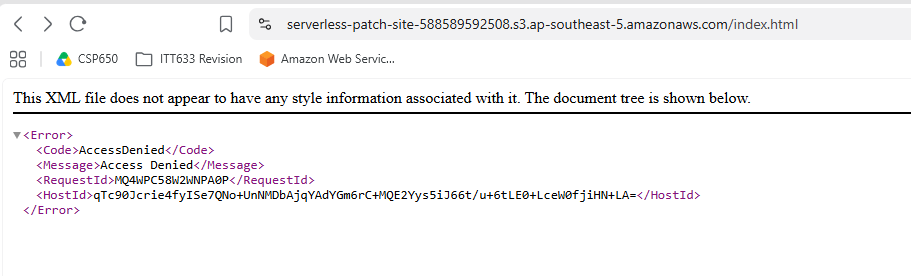 serverless-patch-site-588589592508.s3.ap-southeast-5.amazonaws.com/index.html
CSP650 ITT633 Revision Amazon Web Servic...
This XML file does not appear to have any style information associated with it. The document tree is shown below.
▼<Error>
<Code>AccessDenied</Code>
<Message>Access Denied</Message>
<RequestId>MQ4WPC58W2WNPA0P</RequestId>
<HostId>qTc90Jcrie4fyISe7QNo+UnNMDbAjqYAdYGm6rC+MQE2Yys5iJ66t/u+6tLE0+LceW0fjiHN+LA=</HostId>
</Error>